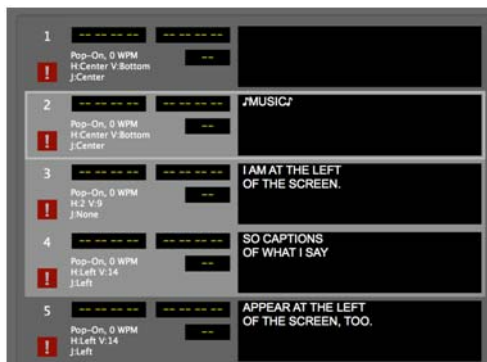 1
-- -- -- -- -- -- -- --
Pop-On, 0 WPM
--
H:Center V:Bottom
!
J:Center
2
-- -- -- -- -- -- -- --
♪MUSIC♪
Pop-On, 0 WPM
--
H:Center V:Bottom
!
J:Center
3
-- -- -- -- -- -- -- --
I AM AT THE LEFT
OF THE SCREEN.
Pop-On, 0 WPM
--
H:2 V:9
!
J:None
4
-- -- -- -- -- -- -- --
SO CAPTIONS
OF WHAT I SAY
Pop-On, 0 WPM
--
H:Left V:14
!
J:Left
5
-- -- -- -- -- -- -- --
APPEAR AT THE LEFT
OF THE SCREEN, TOO.
Pop-On, 0 WPM
--
H:Left V:14
!
J:Left